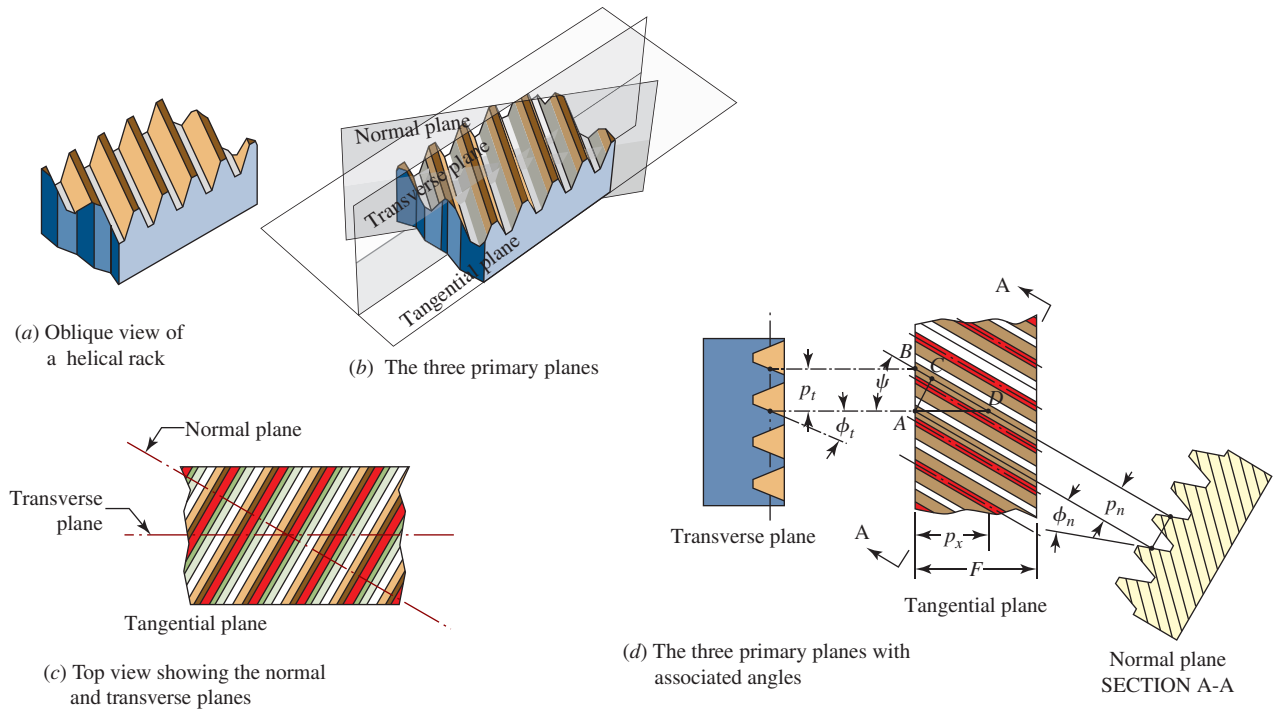 (a) Oblique view of
a helical rack
Normal plane
Transverse plane
Tangential plane
(b) The three primary planes
Normal plane
Transverse
plane
Tangential plane
(c) Top view showing the normal
and transverse planes
A
B
C
ψ
p_t
A
D
ϕ_t
Transverse plane
A
p_x
F
Tangential plane
ϕ_n
p_n
Normal plane
SECTION A-A
(d) The three primary planes with
associated angles